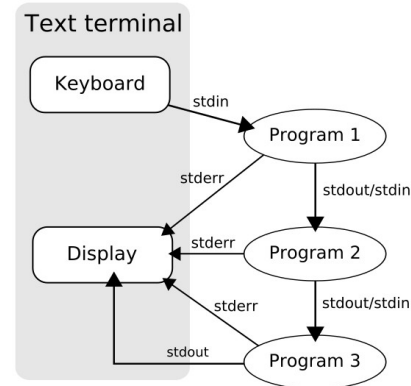 Text terminal
Keyboard
stdin
Program 1
stderr
stdout/stdin
Display
stderr
Program 2
stderr
stdout/stdin
stdout
Program 3